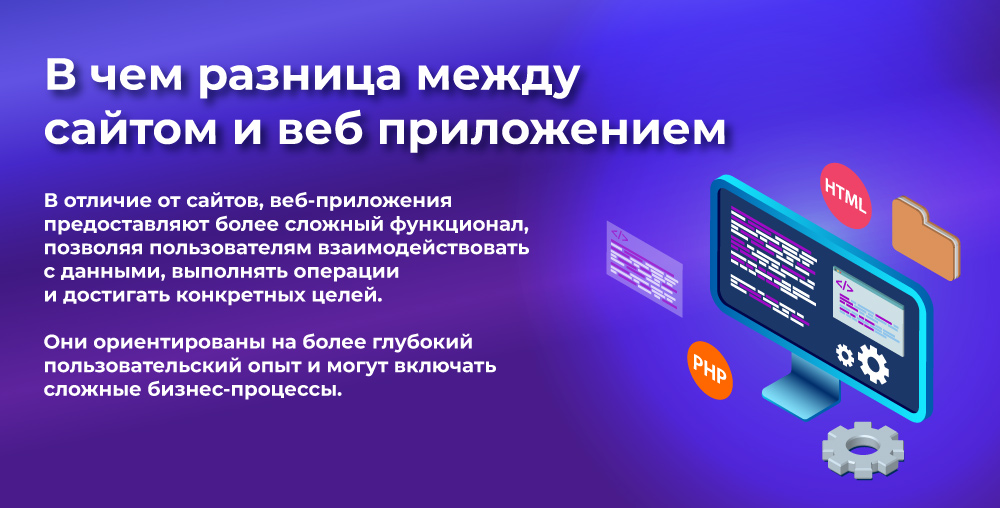 В чем разница между
сайтом и веб приложением
В отличие от сайтов, веб-приложения
предоставляют более сложный функционал,
позволяя пользователям взаимодействовать
с данными, выполнять операции
и достигать конкретных целей.
Они ориентированы на более глубокий
пользовательский опыт и могут включать
сложные бизнес-процессы.
HTML
</>
</>
PHP